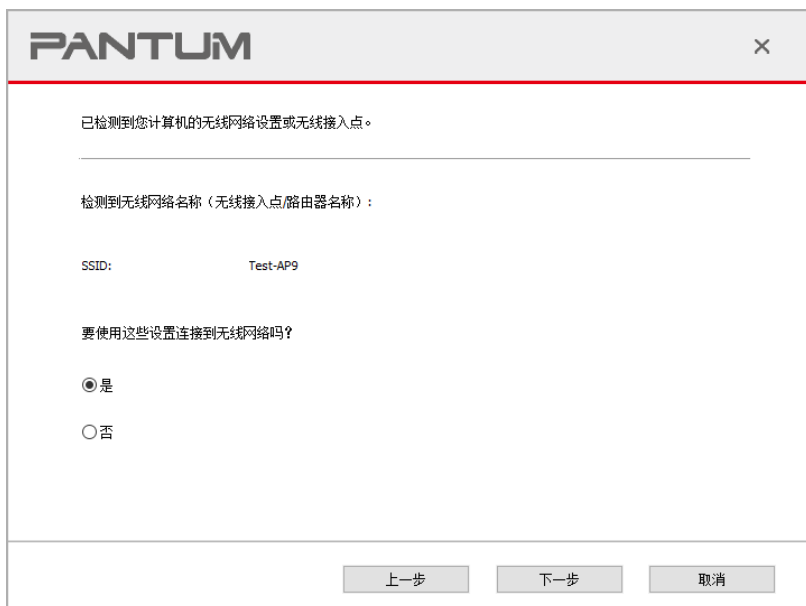 PANTUM
已检测到您计算机的无线网络设置或无线接入点。
检测到无线网络名称（无线接入点/路由器名称）:
SSID: Test-AP9
要使用这些设置连接到无线网络吗?
是
否
上一步 下一步 取消